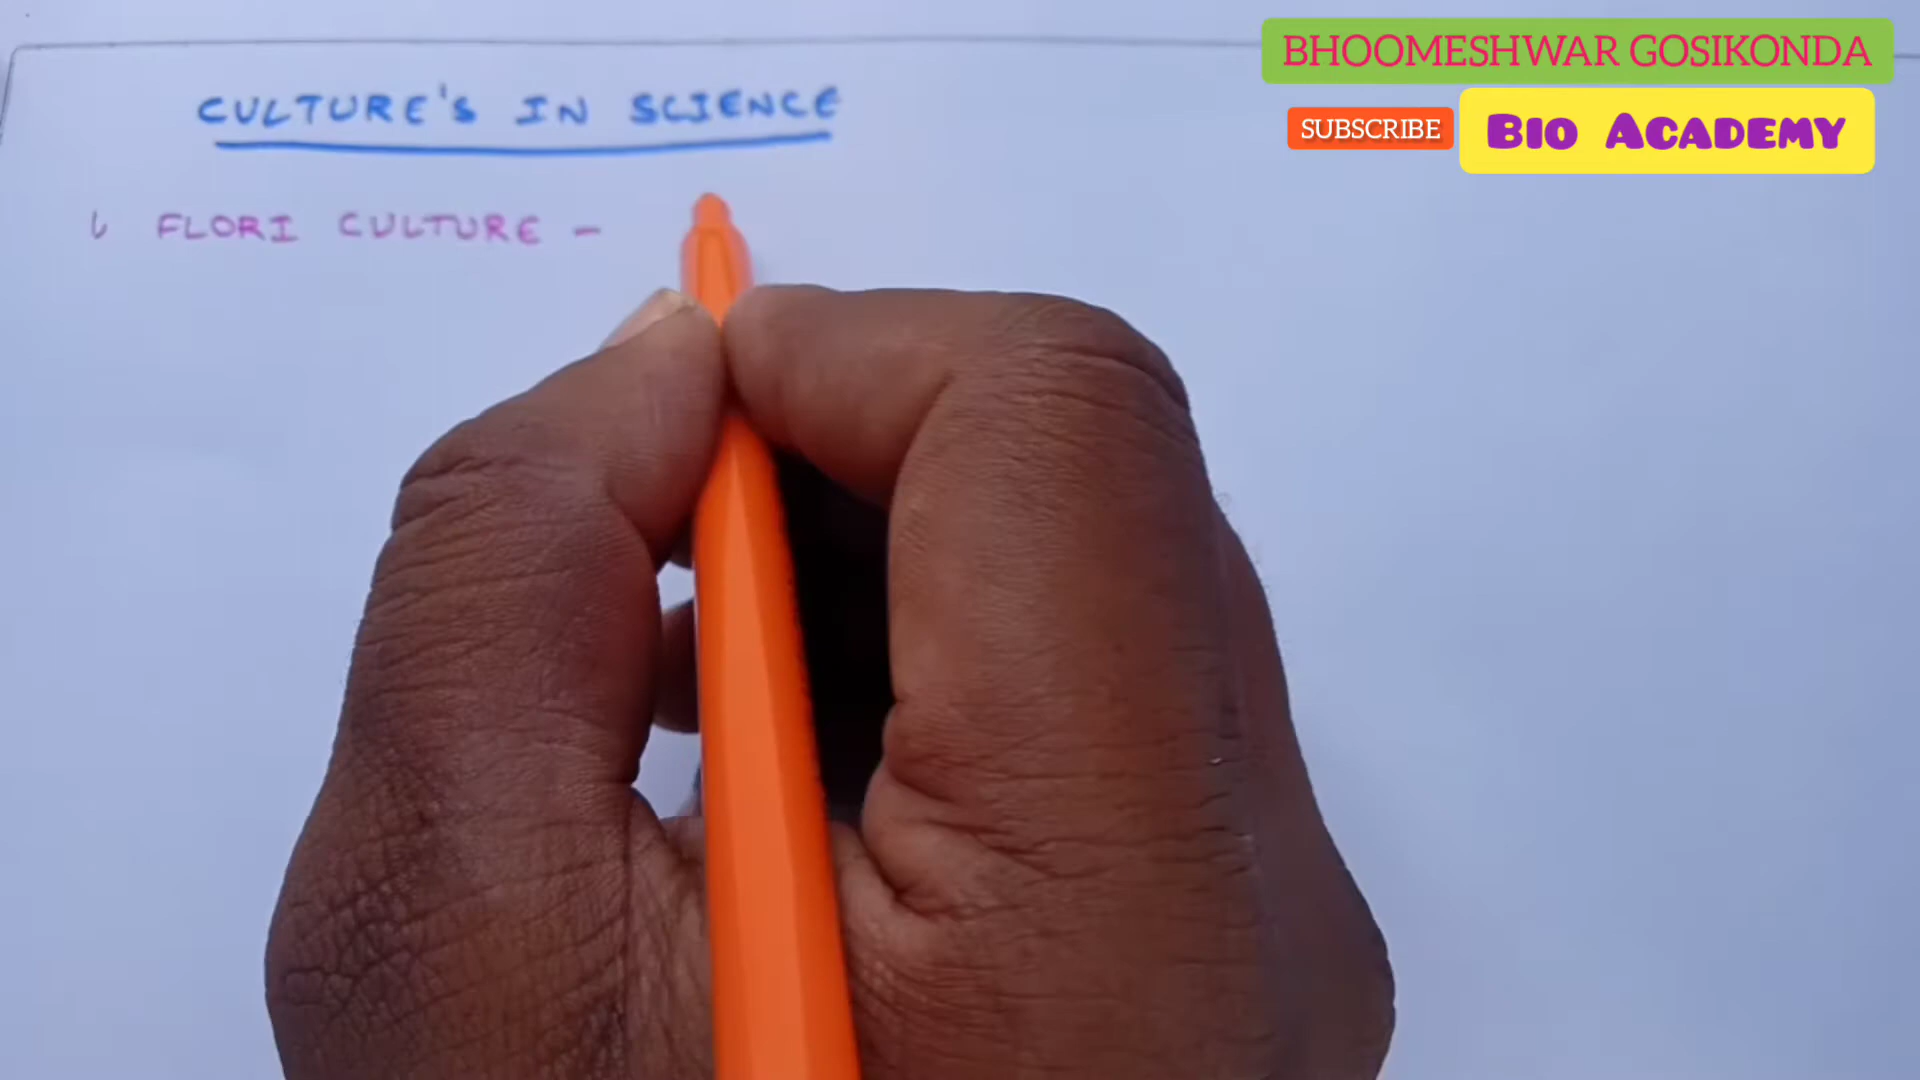 BHOOMESHWAR GOSIKONDA
SUBSCRIBE BIO ACADEMY
CULTURE'S IN SCIENCE
1 FLORI CULTURE -